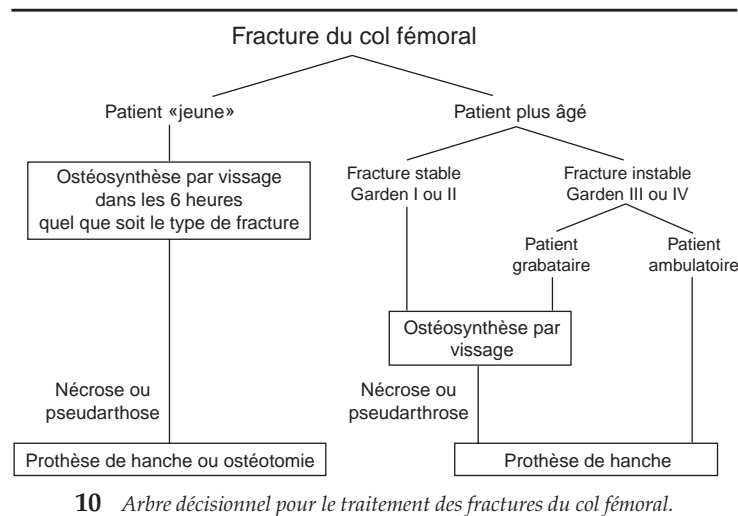 Fracture du col fémoral
Patient «jeune»
Patient plus âgé
Ostéosynthèse par vissage
dans les 6 heures
quel que soit le type de fracture
Fracture stable
Garden I ou II
Fracture instable
Garden III ou IV
Patient
grabataire
Patient
ambulatoire
Ostéosynthèse par
vissage
Nécrose ou
pseudarthose
Nécrose ou
pseudarthrose
Prothèse de hanche ou ostéotomie
Prothèse de hanche
10 Arbre décisionnel pour le traitement des fractures du col fémoral.